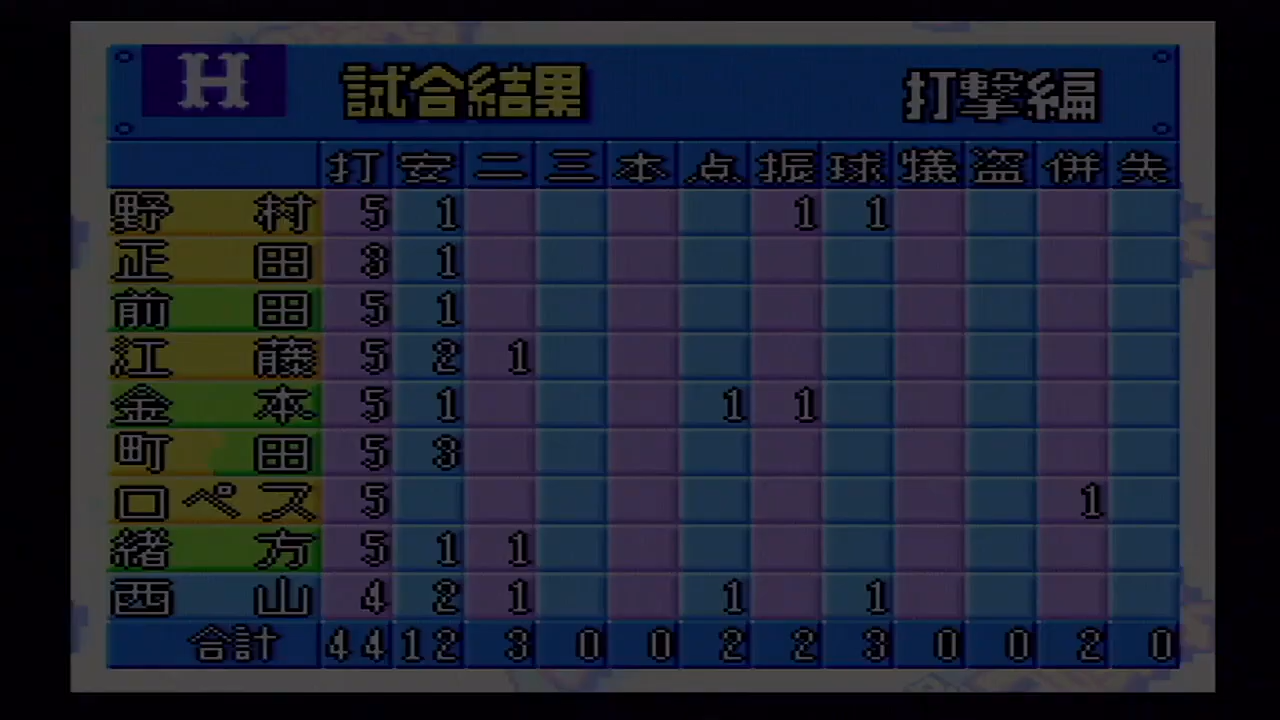 H 試合結果 打撃編
打 安 二 三 本 点 振 球 犠 盗 併 失
野村 5 1 1 1
正田 3 1
前田 5 1
江藤 5 2 1
金本 5 1 1 1
町田 5 3
ロペス 5 1
緒方 5 1 1
西山 4 2 1 1 1
合計 44 12 3 0 0 2 2 3 0 0 2 0